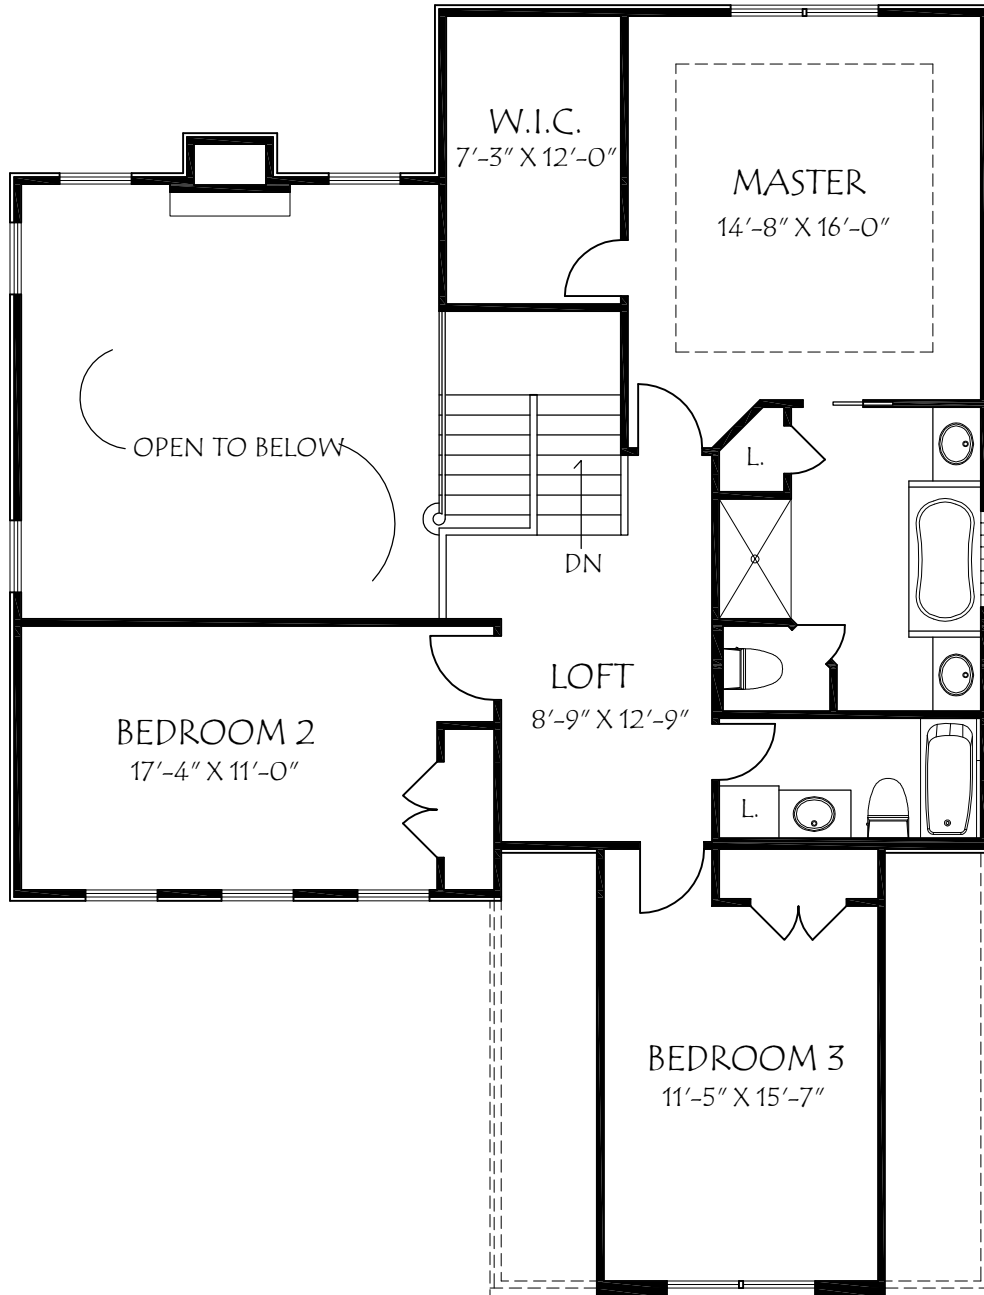 W.I.C.
7'-3" X 12'-0"
MASTER
14'-8" X 16'-0"
OPEN TO BELOW
L.
DN
LOFT
8'-9" X 12'-9"
BEDROOM 2
17'-4" X 11'-0"
L.
BEDROOM 3
11'-5" X 15'-7"